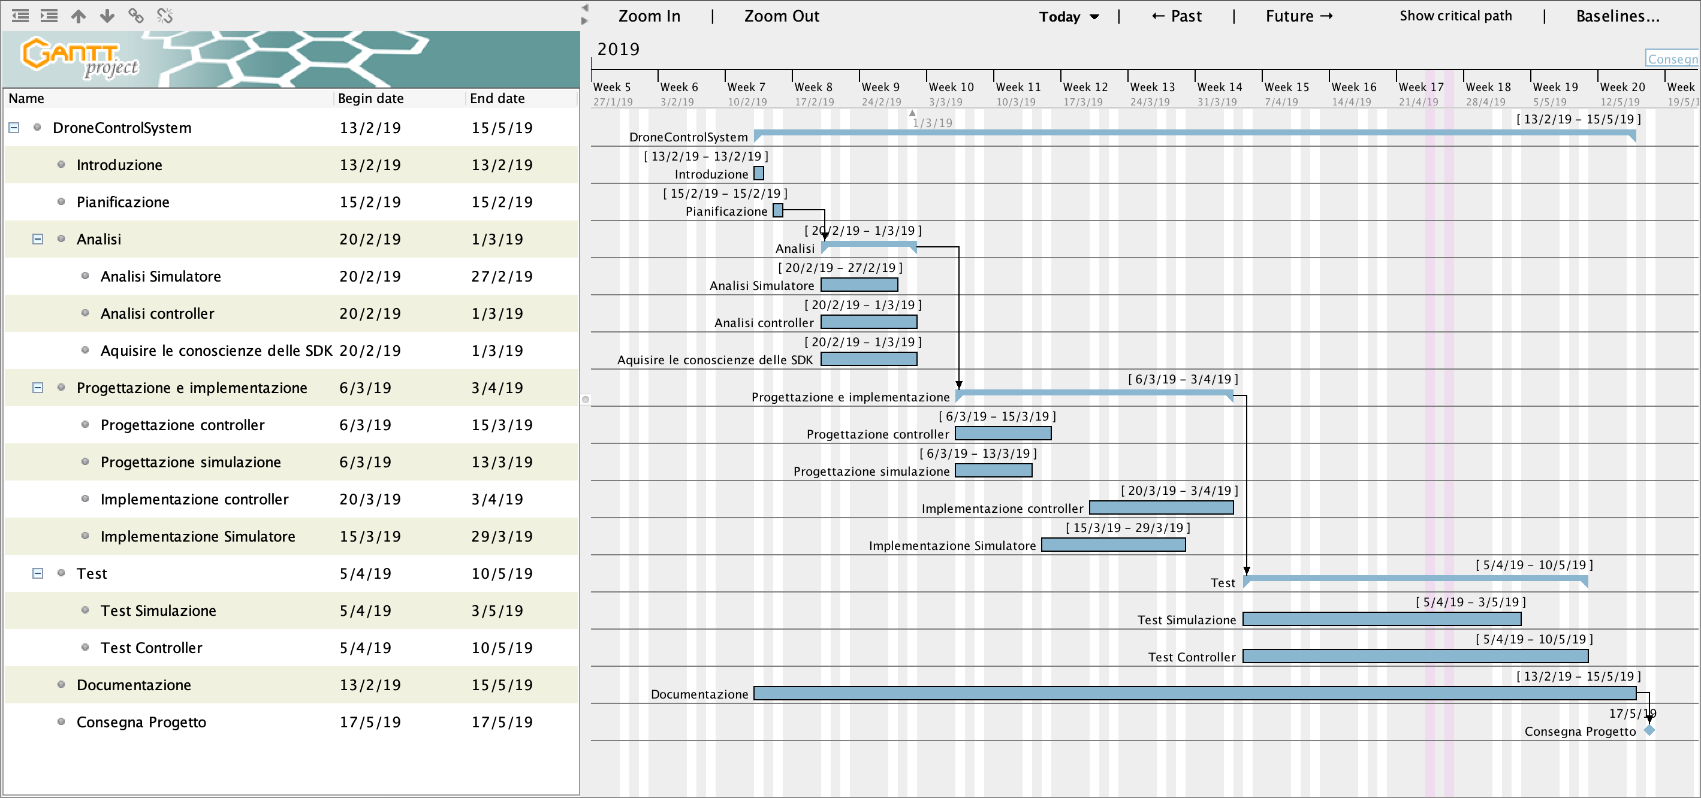 Zoom In | Zoom Out
Today | ← Past | Future → | Show critical path | Baselines...
GANTT project
2019
Consegn
Week 5 Week 6 Week 7 Week 8 Week 9 Week 10 Week 11 Week 12 Week 13 Week 14 Week 15 Week 16 Week 17 Week 18 Week 19 Week 20 Week
27/1/19 3/2/19 10/2/19 17/2/19 24/2/19 3/3/19 10/3/19 17/3/19 24/3/19 31/3/19 7/4/19 14/4/19 21/4/19 28/4/19 5/5/19 12/5/19 19/5/1
1/3/19
Name Begin date End date
DroneControlSystem 13/2/19 15/5/19
Introduzione 13/2/19 13/2/19
Pianificazione 15/2/19 15/2/19
Analisi 20/2/19 1/3/19
Analisi Simulatore 20/2/19 27/2/19
Analisi controller 20/2/19 1/3/19
Aquisire le conoscienze delle SDK 20/2/19 1/3/19
Progettazione e implementazione 6/3/19 3/4/19
Progettazione controller 6/3/19 15/3/19
Progettazione simulazione 6/3/19 13/3/19
Implementazione controller 20/3/19 3/4/19
Implementazione Simulatore 15/3/19 29/3/19
Test 5/4/19 10/5/19
Test Simulazione 5/4/19 3/5/19
Test Controller 5/4/19 10/5/19
Documentazione 13/2/19 15/5/19
Consegna Progetto 17/5/19 17/5/19
[ 13/2/19 - 15/5/19 ]
DroneControlSystem
[ 13/2/19 - 13/2/19 ]
Introduzione
[ 15/2/19 - 15/2/19 ]
Pianificazione
[ 20/2/19 - 1/3/19 ]
Analisi
[ 20/2/19 - 27/2/19 ]
Analisi Simulatore
[ 20/2/19 - 1/3/19 ]
Analisi controller
[ 20/2/19 - 1/3/19 ]
Aquisire le conoscienze delle SDK
[ 6/3/19 - 3/4/19 ]
Progettazione e implementazione
[ 6/3/19 - 15/3/19 ]
Progettazione controller
[ 6/3/19 - 13/3/19 ]
Progettazione simulazione
[ 20/3/19 - 3/4/19 ]
Implementazione controller
[ 15/3/19 - 29/3/19 ]
Implementazione Simulatore
[ 5/4/19 - 10/5/19 ]
Test
[ 5/4/19 - 3/5/19 ]
Test Simulazione
[ 5/4/19 - 10/5/19 ]
Test Controller
[ 13/2/19 - 15/5/19 ]
Documentazione
17/5/19
Consegna Progetto